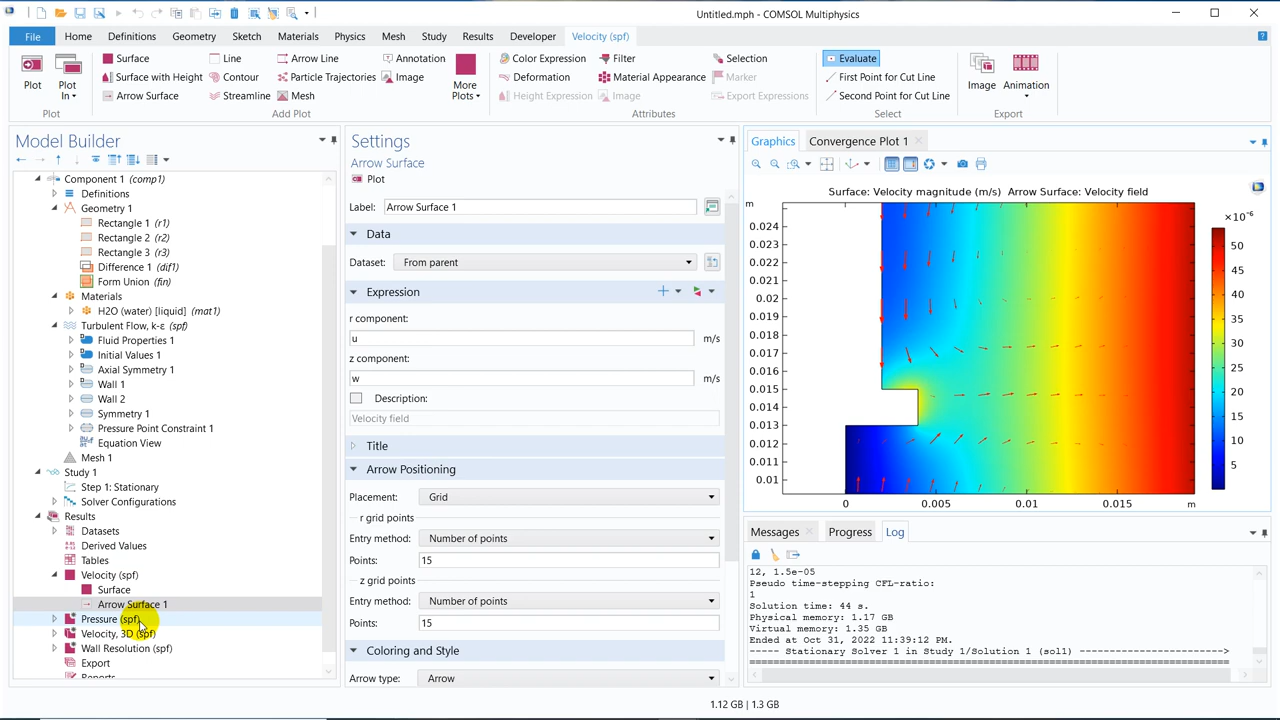 Untitled.mph - COMSOL Multiphysics
File Home Definitions Geometry Sketch Materials Physics Mesh Study Results Developer Velocity (spf)
Plot
Plot In
Plot
Surface
Surface with Height
Arrow Surface
Line
Contour
Streamline
Arrow Line
Particle Trajectories
Mesh
Annotation
Image
More Plots
Add Plot
Color Expression
Deformation
Height Expression
Filter
Material Appearance
Image
Selection
Marker
Export Expressions
Attributes
Evaluate
First Point for Cut Line
Second Point for Cut Line
Select
Image
Animation
Export
Model Builder
Component 1 (comp1)
Definitions
Geometry 1
Rectangle 1 (r1)
Rectangle 2 (r2)
Rectangle 3 (r3)
Difference 1 (dif1)
Form Union (fin)
Materials
H2O (water) [liquid] (mat1)
Turbulent Flow, k-ε (spf)
Fluid Properties 1
Initial Values 1
Axial Symmetry 1
Wall 1
Wall 2
Symmetry 1
Pressure Point Constraint 1
Equation View
Mesh 1
Study 1
Step 1: Stationary
Solver Configurations
Results
Datasets
Derived Values
Tables
Velocity (spf)
Surface
Arrow Surface 1
Pressure (spf)
Velocity, 3D (spf)
Wall Resolution (spf)
Export
Reports
Settings
Arrow Surface
Plot
Label: Arrow Surface 1
Data
Dataset: From parent
Expression
r component:
u m/s
z component:
w m/s
Description:
Velocity field
Title
Arrow Positioning
Placement: Grid
r grid points
Entry method: Number of points
Points: 15
z grid points
Entry method: Number of points
Points: 15
Coloring and Style
Arrow type: Arrow
Graphics Convergence Plot 1
Surface: Velocity magnitude (m/s) Arrow Surface: Velocity field
m
0.024
0.023
0.022
0.021
0.02
0.019
0.018
0.017
0.016
0.015
0.014
0.013
0.012
0.011
0.01
0 0.005 0.01 0.015 m
×10⁻⁶
50
45
40
35
30
25
20
15
10
5
Messages Progress Log
12, 1.5e-05
Pseudo time-stepping CFL-ratio:
1
Solution time: 44 s.
Physical memory: 1.17 GB
Virtual memory: 1.35 GB
Ended at Oct 31, 2022 11:39:12 PM.
----- Stationary Solver 1 in Study 1/Solution 1 (sol1) ------------------------>
1.12 GB | 1.3 GB